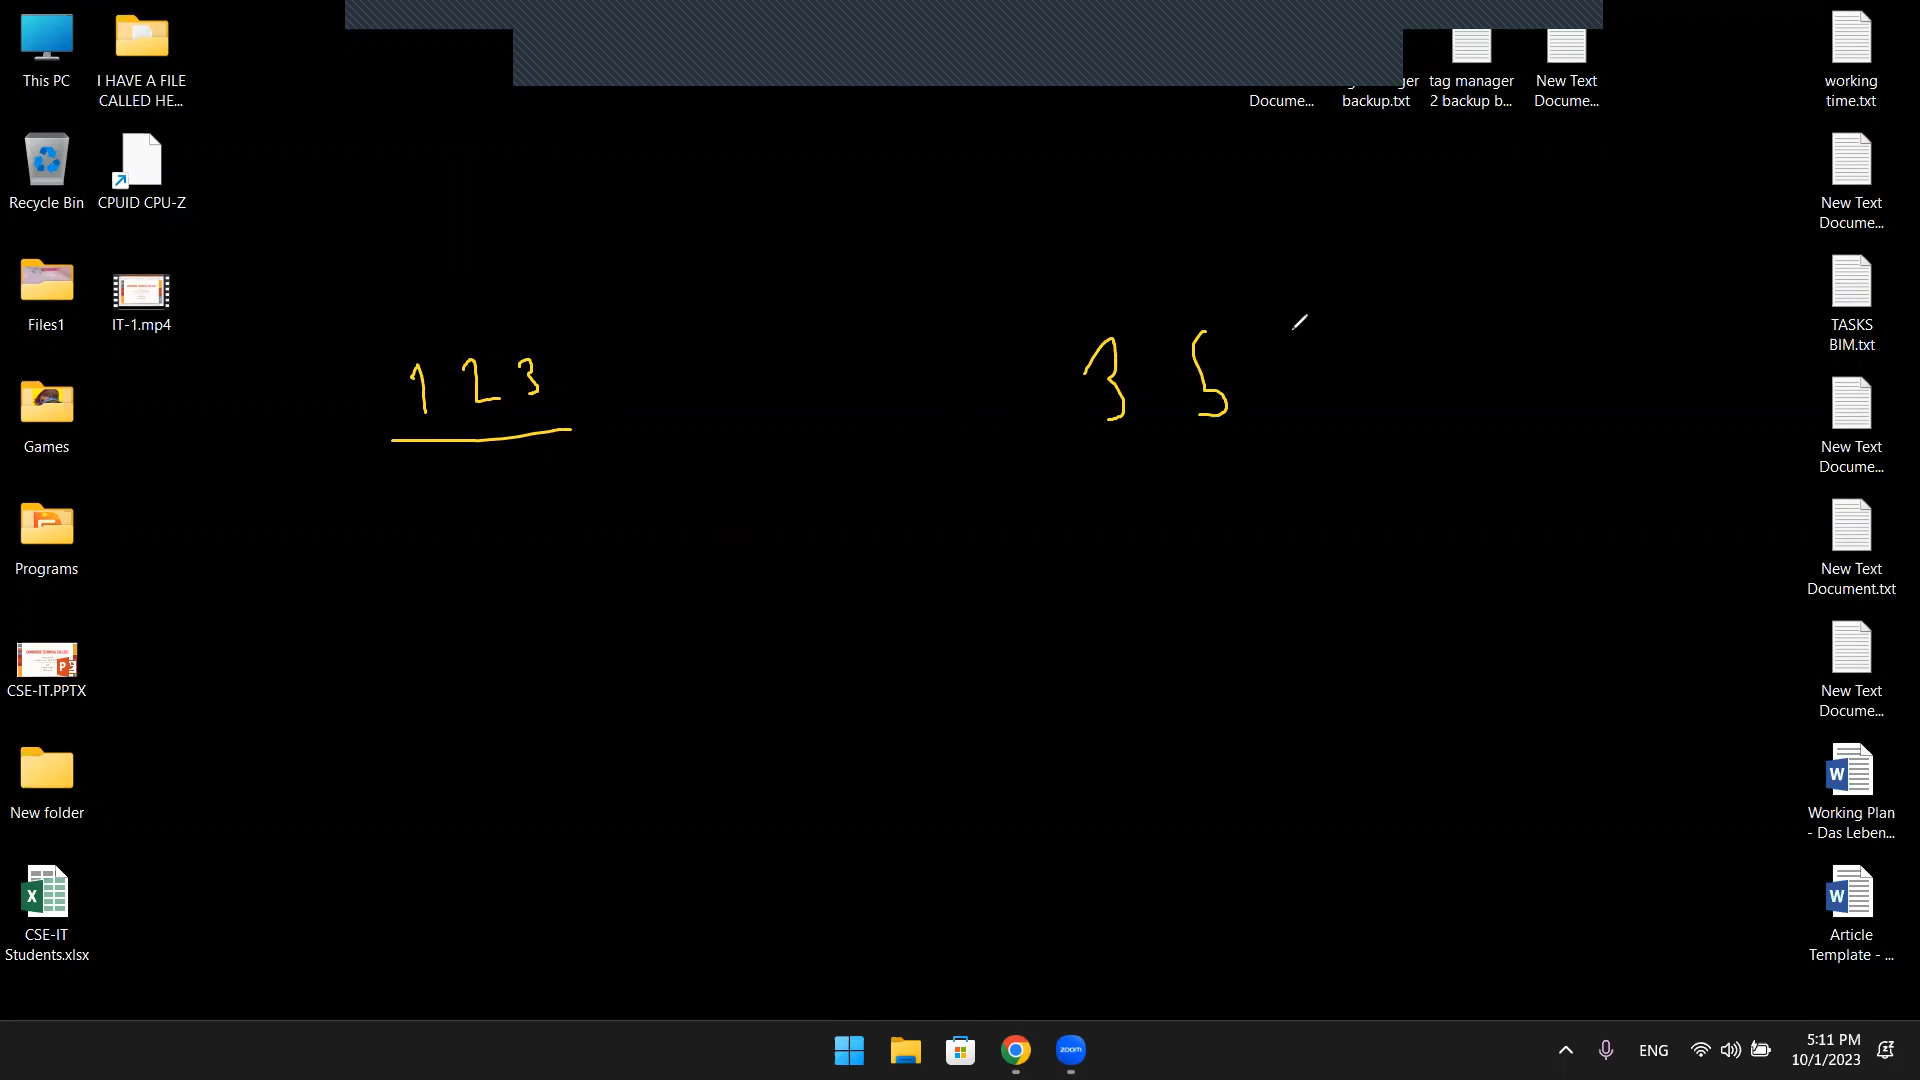 This PC
I HAVE A FILE
CALLED HE...
Docume...
backup.txt
tag manager
2 backup b...
New Text
Docume...
working
time.txt
Recycle Bin
CPUID CPU-Z
New Text
Docume...
Files1
IT-1.mp4
TASKS
BIM.txt
1 2 3
3 5
Games
New Text
Docume...
Programs
New Text
Document.txt
CSE-IT.PPTX
New Text
Docume...
New folder
Working Plan
- Das Leben...
CSE-IT
Students.xlsx
Article
Template - ...
zoom
ENG
5:11 PM
10/1/2023